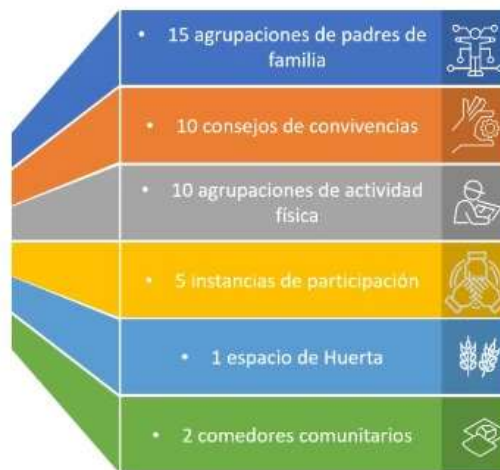 • 15 agrupaciones de padres de
familia
• 10 consejos de convivencias
• 10 agrupaciones de actividad
física
• 5 instancias de participación
• 1 espacio de Huerta
• 2 comedores comunitarios